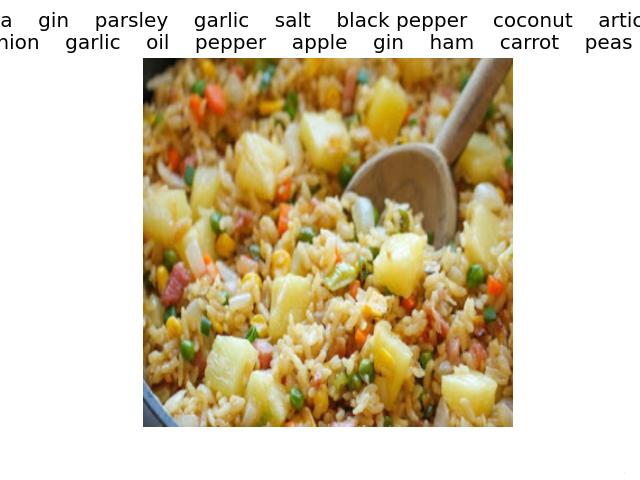 a gin parsley garlic salt black pepper coconut artic
nion garlic oil pepper apple gin ham carrot peas